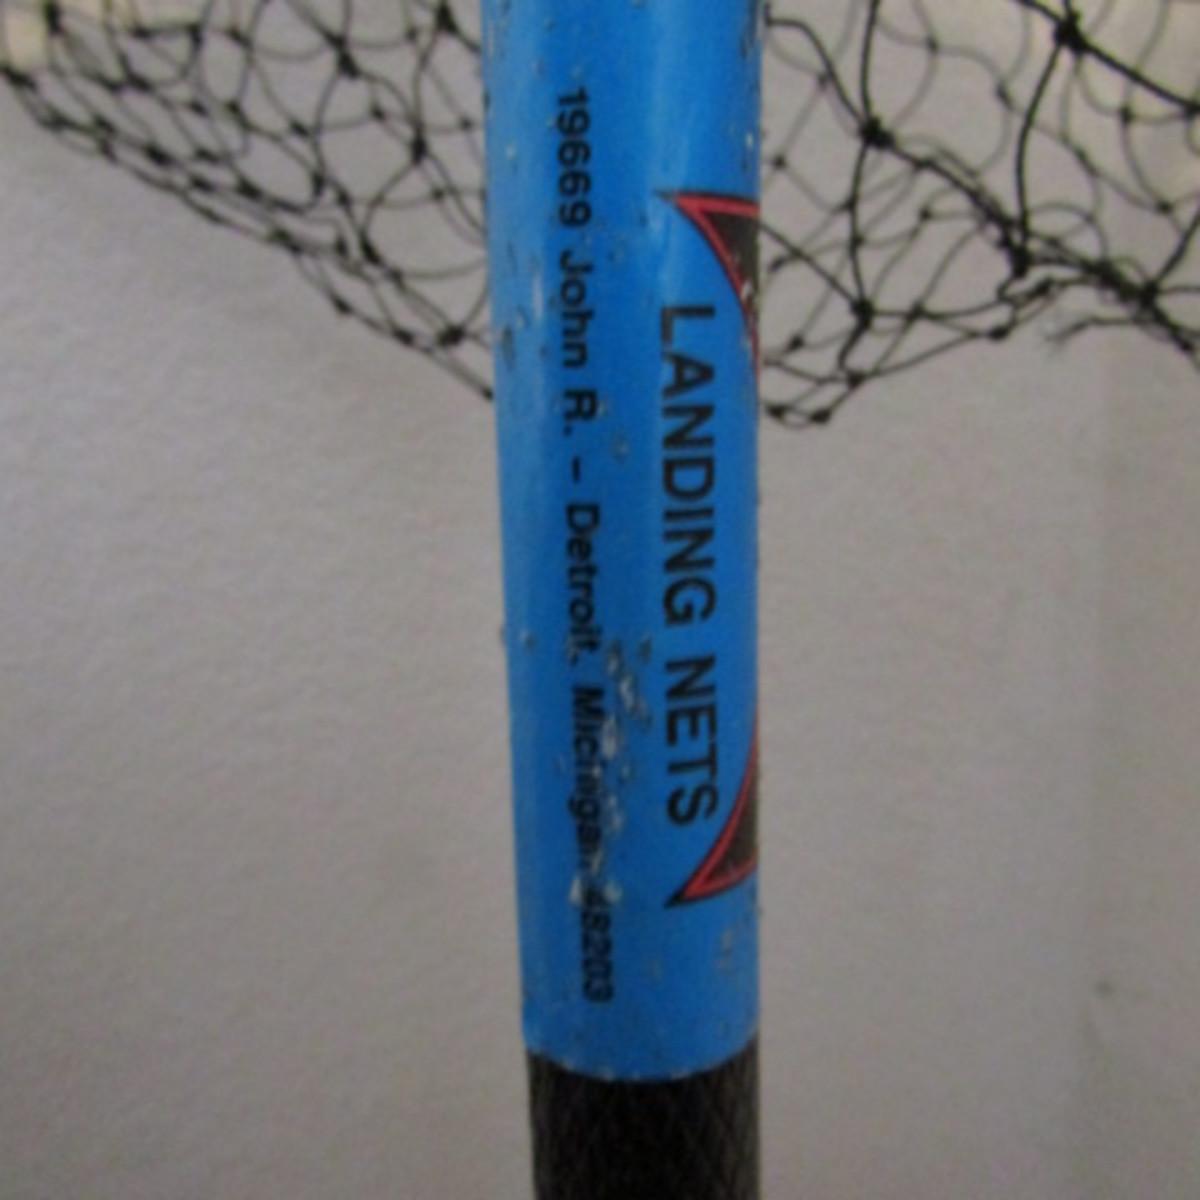 LANDING NETS
19669 John R. – Detroit, Michigan 48203